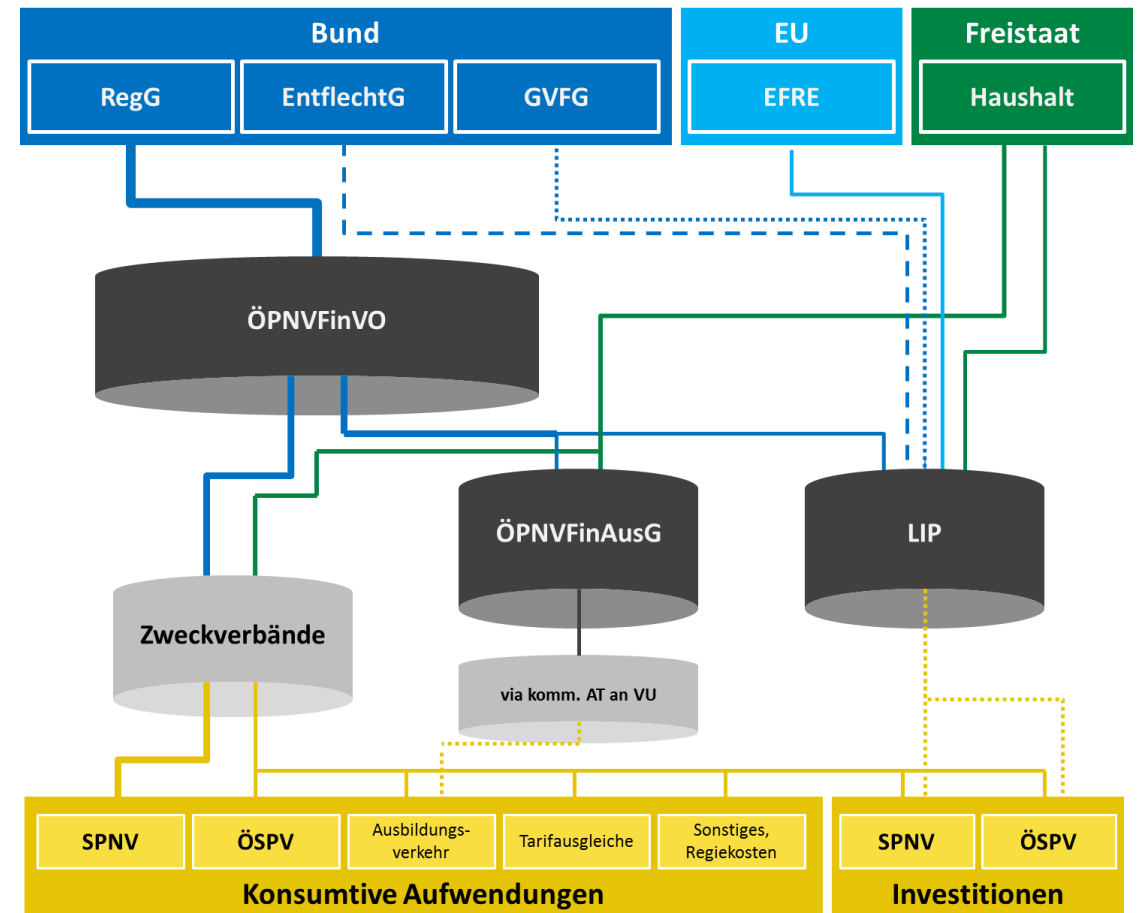 Bund
EU
Freistaat
RegG
EntflechtG
GVFG
EFRE
Haushalt
ÖPNVFinVO
ÖPNVFinAusG
LIP
Zweckverbände
via komm. AT an VU
SPNV
ÖSPV
Ausbildungs-
verkehr
Tarifausgleiche
Sonstiges,
Regiekosten
SPNV
ÖSPV
Konsumtive Aufwendungen
Investitionen